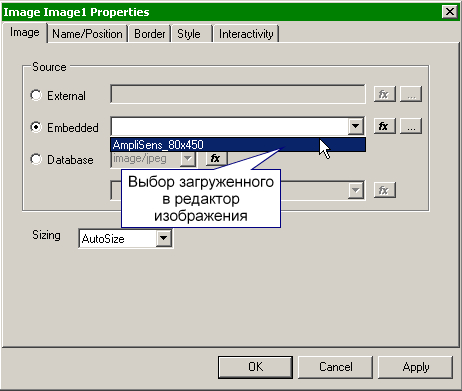 Image Image1 Properties
Image Name/Position Border Style Interactivity
Source
External fx ...
Embedded fx ...
AmpliSens_80x450
Database image/jpeg fx
Выбор загруженного
в редактор
изображения
fx
Sizing AutoSize
OK Cancel Apply